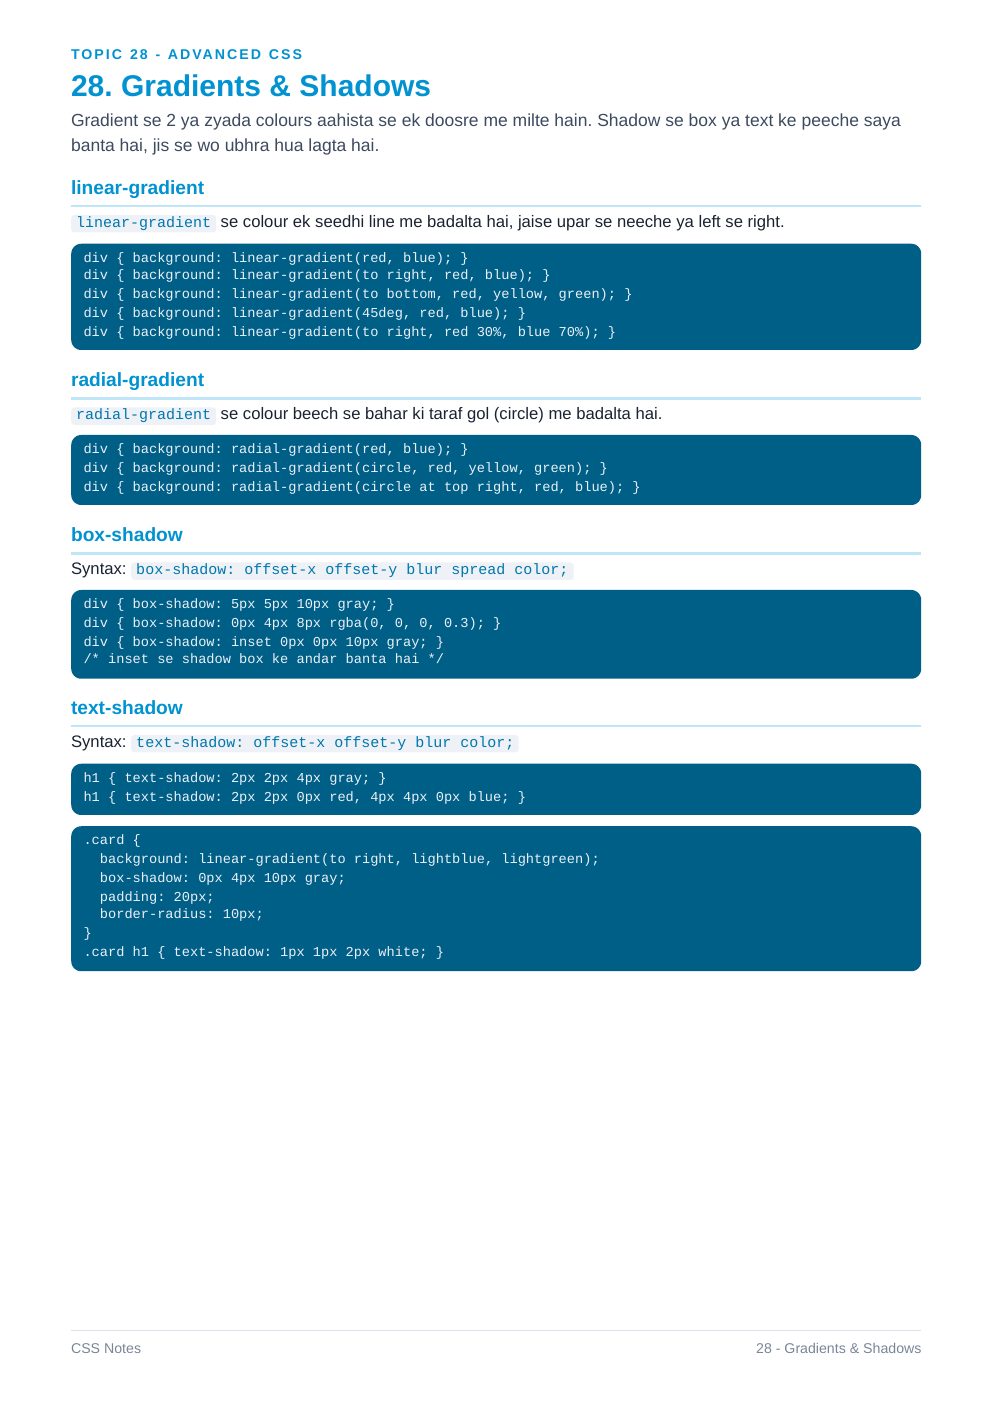 TOPIC 28 - ADVANCED CSS
28. Gradients & Shadows
Gradient se 2 ya zyada colours aahista se ek doosre me milte hain. Shadow se box ya text ke peeche saya
banta hai, jis se wo ubhra hua lagta hai.
linear-gradient
linear-gradient se colour ek seedhi line me badalta hai, jaise upar se neeche ya left se right.
div { background: linear-gradient(red, blue); }
div { background: linear-gradient(to right, red, blue); }
div { background: linear-gradient(to bottom, red, yellow, green); }
div { background: linear-gradient(45deg, red, blue); }
div { background: linear-gradient(to right, red 30%, blue 70%); }
radial-gradient
radial-gradient se colour beech se bahar ki taraf gol (circle) me badalta hai.
div { background: radial-gradient(red, blue); }
div { background: radial-gradient(circle, red, yellow, green); }
div { background: radial-gradient(circle at top right, red, blue); }
box-shadow
Syntax: box-shadow: offset-x offset-y blur spread color;
div { box-shadow: 5px 5px 10px gray; }
div { box-shadow: 0px 4px 8px rgba(0, 0, 0, 0.3); }
div { box-shadow: inset 0px 0px 10px gray; }
/* inset se shadow box ke andar banta hai */
text-shadow
Syntax: text-shadow: offset-x offset-y blur color;
h1 { text-shadow: 2px 2px 4px gray; }
h1 { text-shadow: 2px 2px 0px red, 4px 4px 0px blue; }
.card {
  background: linear-gradient(to right, lightblue, lightgreen);
  box-shadow: 0px 4px 10px gray;
  padding: 20px;
  border-radius: 10px;
}
.card h1 { text-shadow: 1px 1px 2px white; }
CSS Notes
28 - Gradients & Shadows